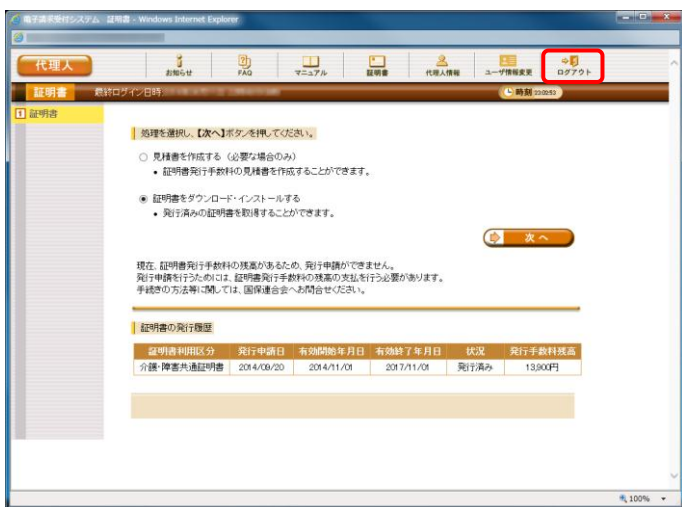 電子請求受付システム 証明書 - Windows Internet Explorer
代理人
お知らせ
FAQ
マニュアル
証明書
代理人情報
ユーザ情報変更
ログアウト
証明書
最終ログイン日時:
時刻 23:02:53
1 証明書
処理を選択し、【次へ】ボタンを押してください。
○ 見積書を作成する（必要な場合のみ）
• 証明書発行手数料の見積書を作成することができます。
◉ 証明書をダウンロード・インストールする
• 発行済みの証明書を取得することができます。
次へ
現在、証明書発行手数料の残高があるため、発行申請ができません。
発行申請を行うためには、証明書発行手数料の残高の支払を行う必要があります。
手続きの方法等に関しては、国保連合会へお問合せください。
証明書の発行履歴
証明書利用区分 発行申請日 有効開始年月日 有効終了年月日 状況 発行手数料残高
介護・障害共通証明書 2014/09/20 2014/11/01 2017/11/01 発行済み 13,900円
100%